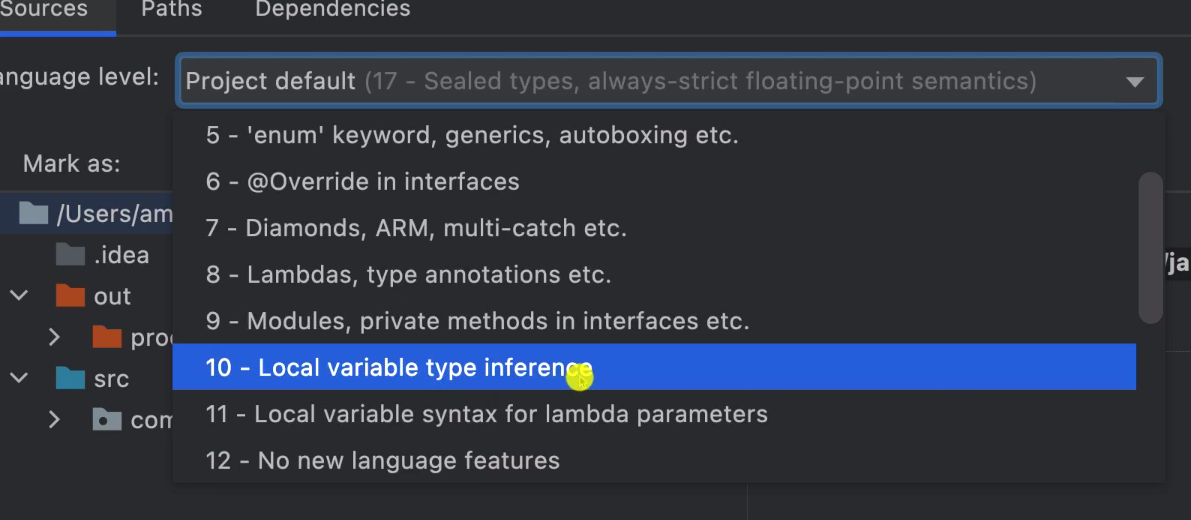 Sources Paths Dependencies
anguage level: Project default (17 - Sealed types, always-strict floating-point semantics)
5 - 'enum' keyword, generics, autoboxing etc.
Mark as:
6 - @Override in interfaces
/Users/am
7 - Diamonds, ARM, multi-catch etc.
.idea
8 - Lambdas, type annotations etc.
/ja
out
9 - Modules, private methods in interfaces etc.
proc
10 - Local variable type inference
src
11 - Local variable syntax for lambda parameters
com
12 - No new language features